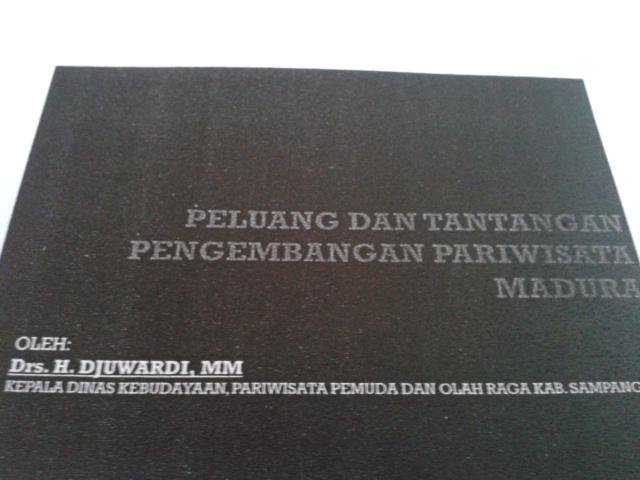 PELUANG DAN TANTANGAN
PENGEMBANGAN PARIWISATA
MADURA
OLEH:
Drs. H. DJUWARDI, MM
KEPALA DINAS KEBUDAYAAN, PARIWISATA PEMUDA DAN OLAH RAGA KAB. SAMPANG